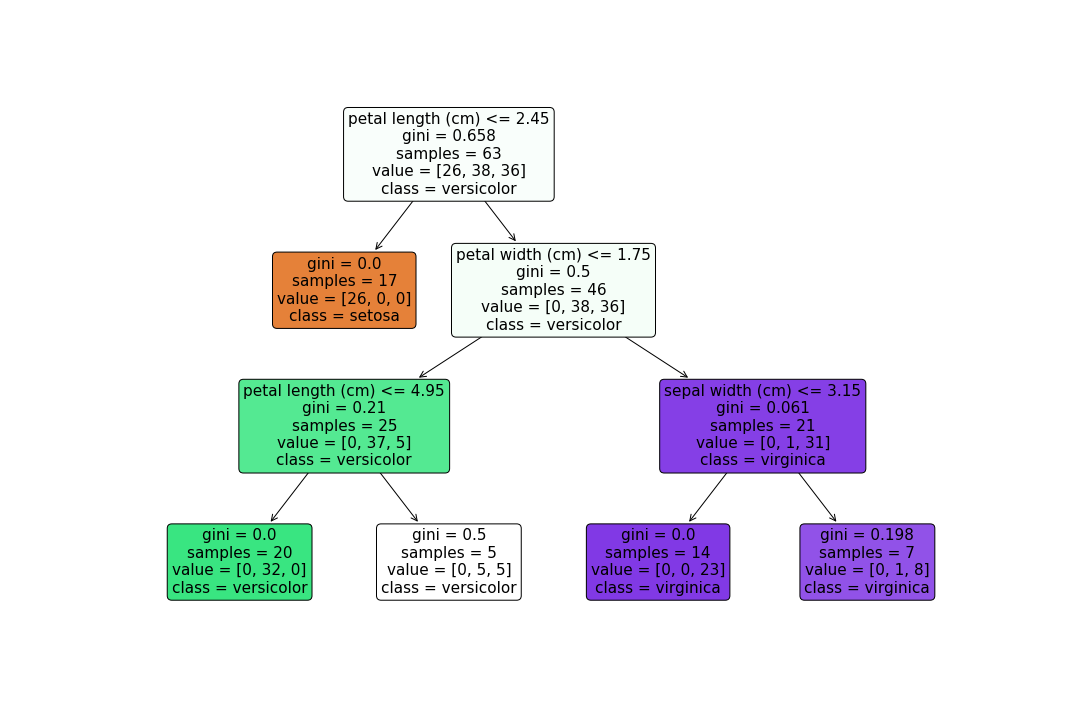 petal length (cm) <= 2.45
gini = 0.658
samples = 63
value = [26, 38, 36]
class = versicolor
gini = 0.0
samples = 17
value = [26, 0, 0]
class = setosa
petal width (cm) <= 1.75
gini = 0.5
samples = 46
value = [0, 38, 36]
class = versicolor
petal length (cm) <= 4.95
gini = 0.21
samples = 25
value = [0, 37, 5]
class = versicolor
sepal width (cm) <= 3.15
gini = 0.061
samples = 21
value = [0, 1, 31]
class = virginica
gini = 0.0
samples = 20
value = [0, 32, 0]
class = versicolor
gini = 0.5
samples = 5
value = [0, 5, 5]
class = versicolor
gini = 0.0
samples = 14
value = [0, 0, 23]
class = virginica
gini = 0.198
samples = 7
value = [0, 1, 8]
class = virginica